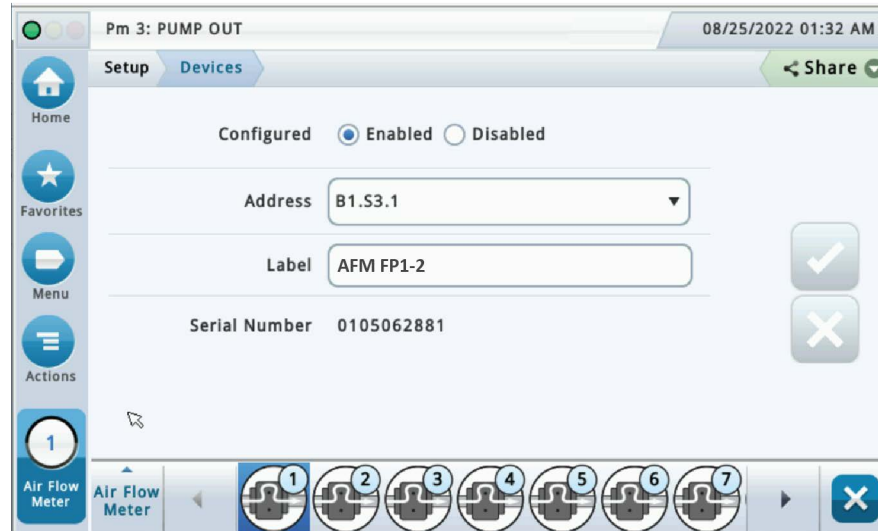 Pm 3: PUMP OUT
08/25/2022 01:32 AM
Setup
Devices
Share
Home
Configured
Enabled
Disabled
Favorites
Address
B1.S3.1
Menu
Label
AFM FP1-2
Actions
Serial Number
0105062881
1
Air Flow
Meter
Air Flow
Meter
1
2
3
4
5
6
7